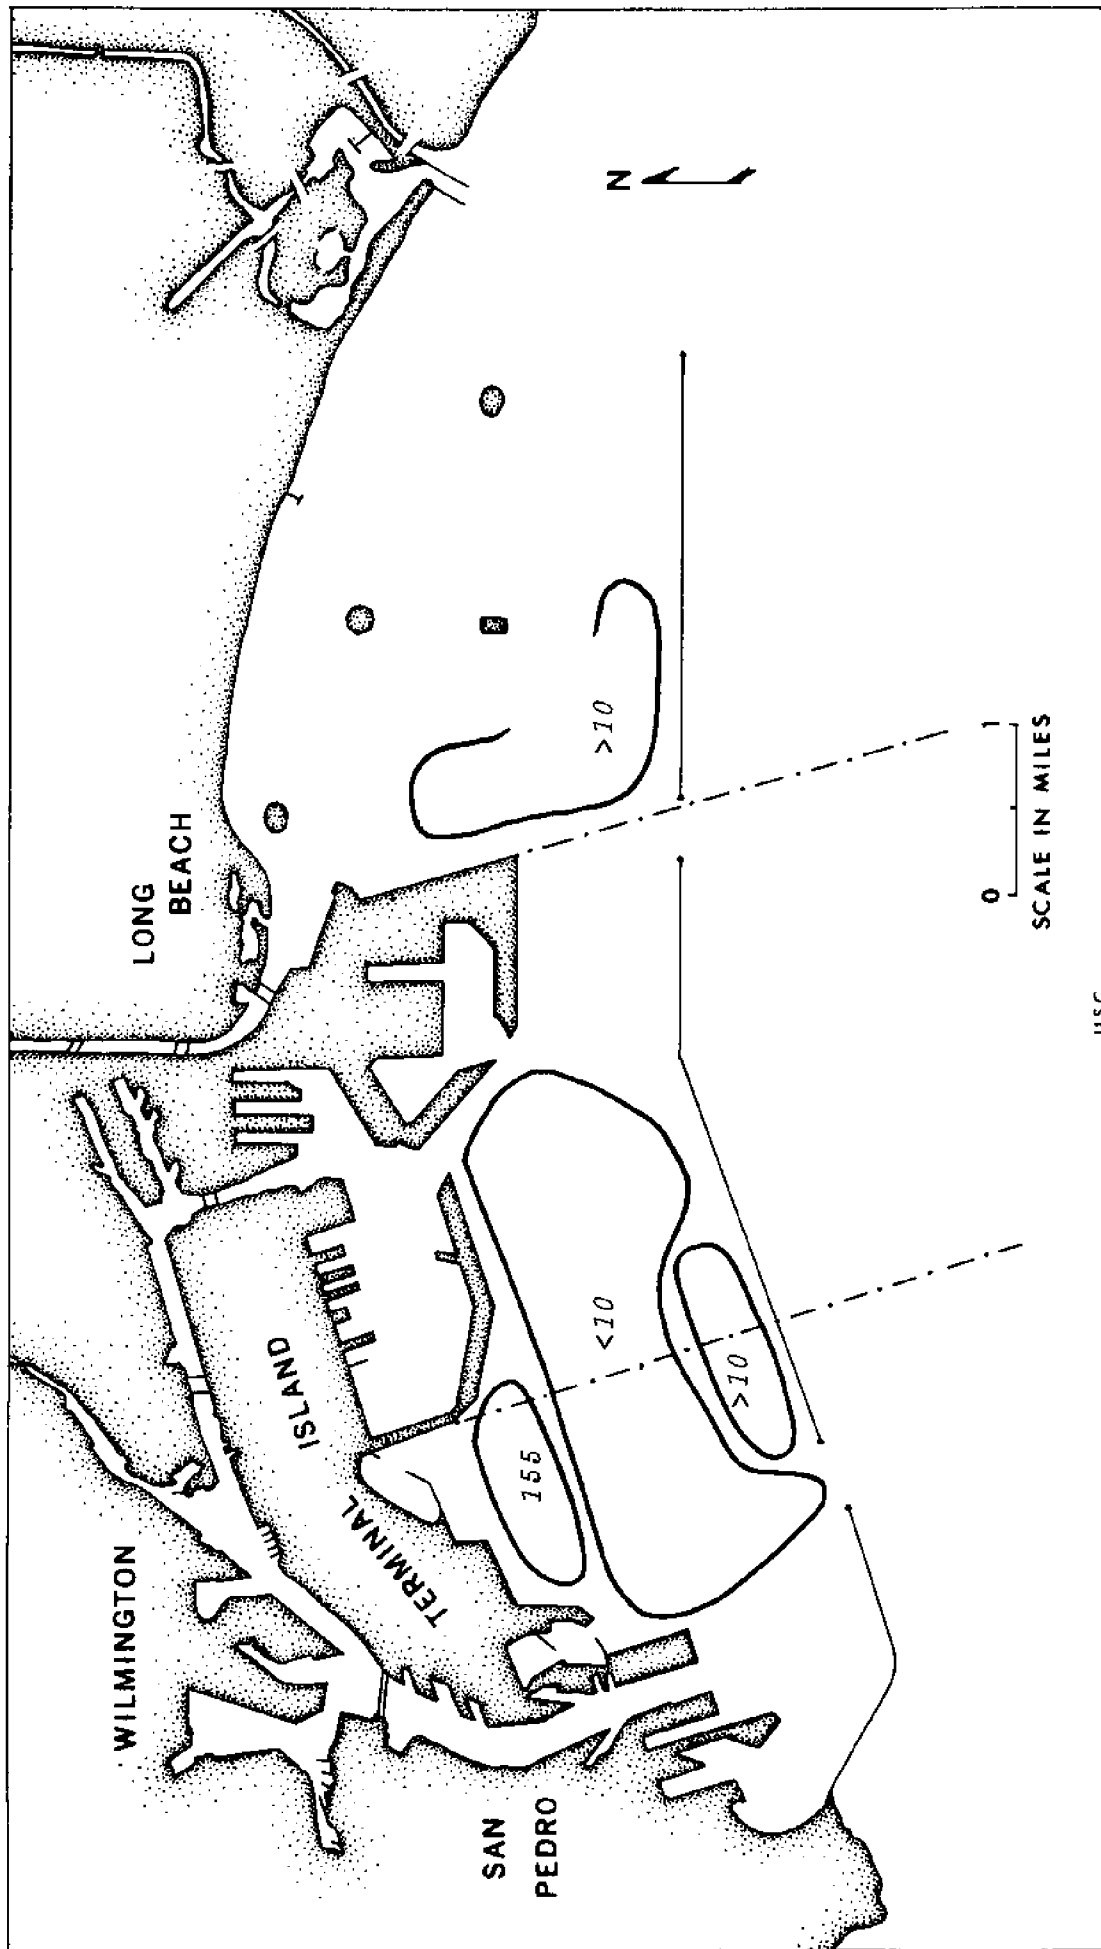 WILMINGTON
LONG
BEACH
TERMINAL
ISLAND
SAN
PEDRO
155
<10
>10
>10
N
0 1
SCALE IN MILES